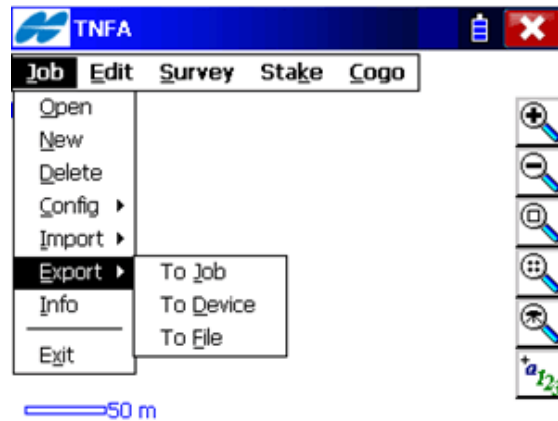 TNFA
Job Edit Survey Stake Cogo
Open
New
Delete
Config
Import
Export
To Job
To Device
To File
Info
Exit
50 m
+a123